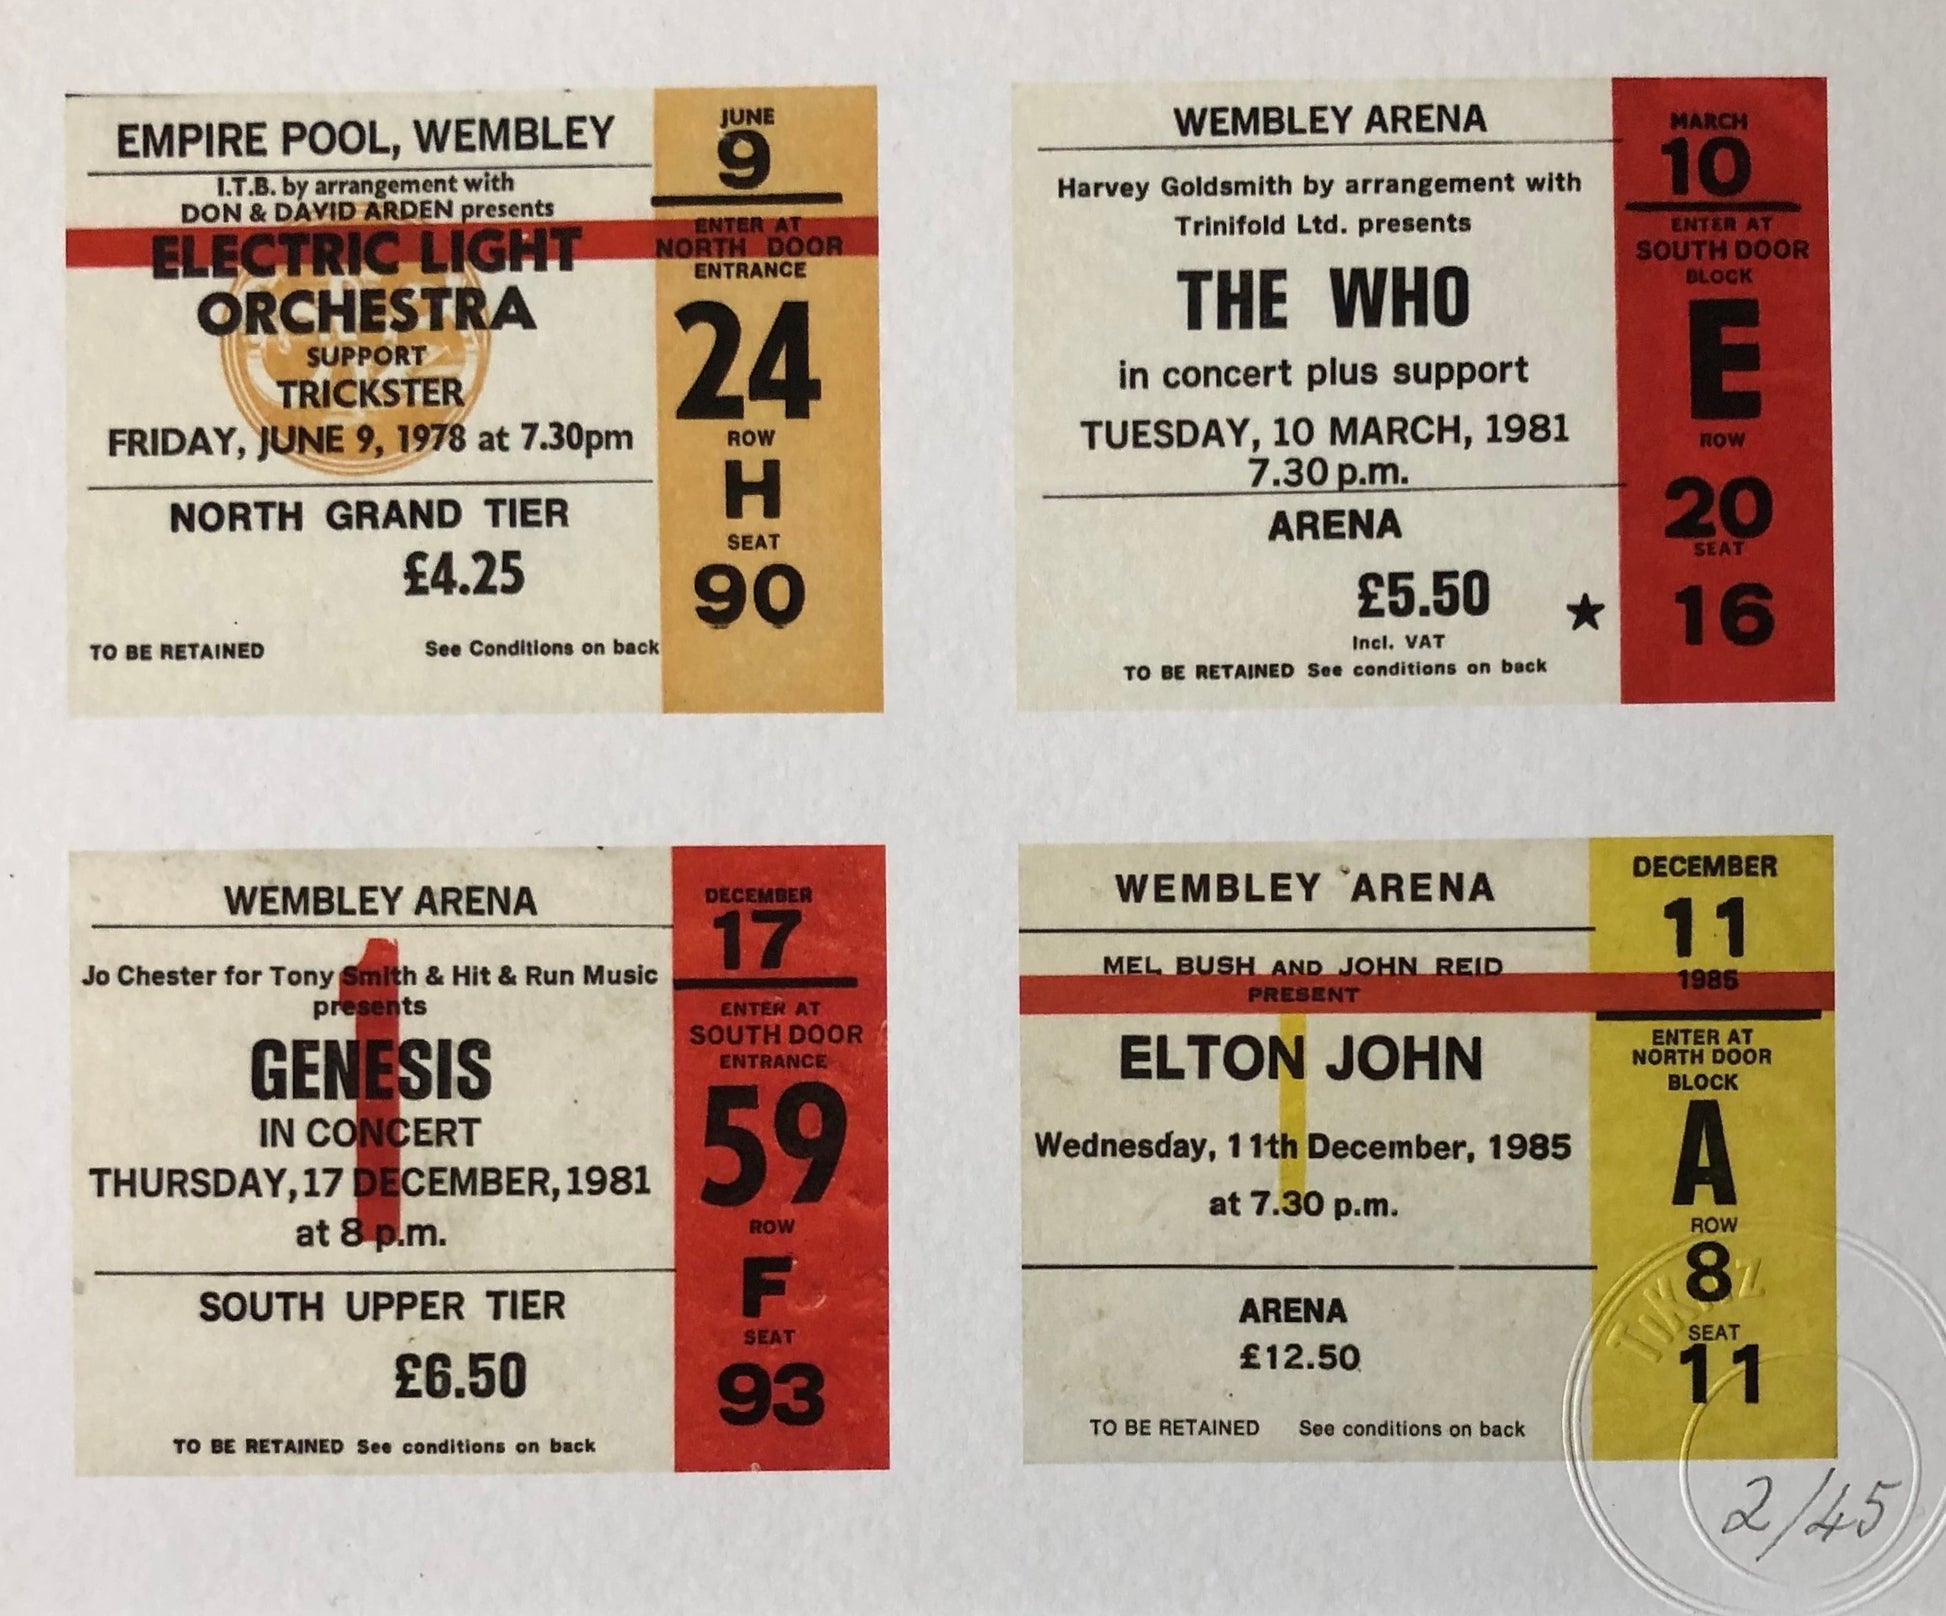 EMPIRE POOL, WEMBLEY
I.T.B. by arrangement with
DON & DAVID ARDEN presents
ELECTRIC LIGHT
ORCHESTRA
SUPPORT
TRICKSTER
FRIDAY, JUNE 9, 1978 at 7.30pm
NORTH GRAND TIER
£4.25
TO BE RETAINED See Conditions on back
JUNE
9
ENTER AT
NORTH DOOR
ENTRANCE
24
ROW
H
SEAT
90
WEMBLEY ARENA
Harvey Goldsmith by arrangement with
Trinifold Ltd. presents
THE WHO
in concert plus support
TUESDAY, 10 MARCH, 1981
7.30 p.m.
ARENA
£5.50
Incl. VAT
TO BE RETAINED See conditions on back
MARCH
10
ENTER AT
SOUTH DOOR
BLOCK
E
ROW
20
SEAT
16
WEMBLEY ARENA
Jo Chester for Tony Smith & Hit & Run Music
presents
GENESIS
IN CONCERT
THURSDAY, 17 DECEMBER, 1981
at 8 p.m.
SOUTH UPPER TIER
£6.50
TO BE RETAINED See conditions on back
DECEMBER
17
ENTER AT
SOUTH DOOR
ENTRANCE
59
ROW
F
SEAT
93
WEMBLEY ARENA
MEL BUSH AND JOHN REID
PRESENT
ELTON JOHN
Wednesday, 11th December, 1985
at 7.30 p.m.
ARENA
£12.50
TO BE RETAINED See conditions on back
DECEMBER
11
1985
ENTER AT
NORTH DOOR
BLOCK
A
ROW
8
SEAT
11
2/45